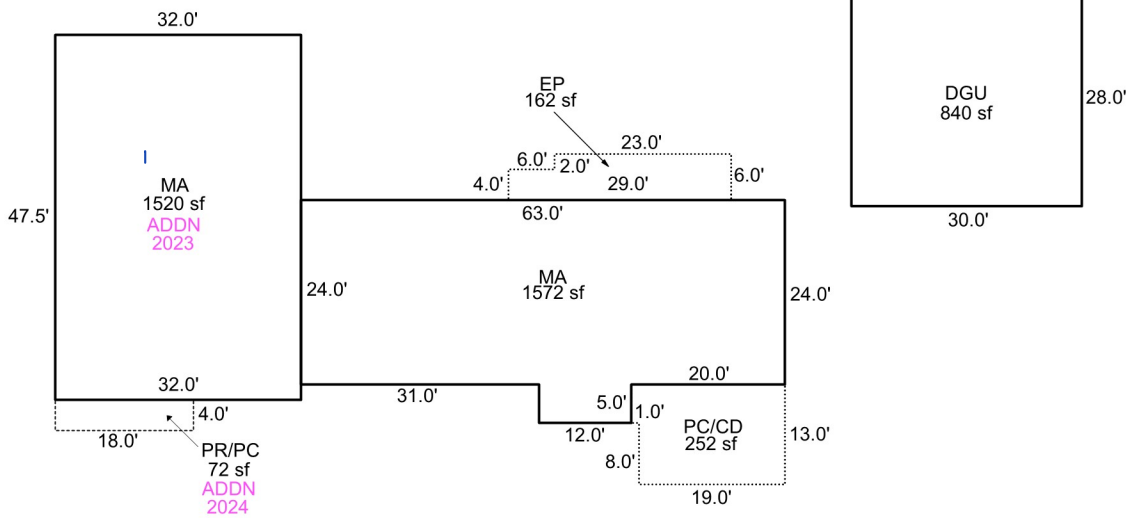 32.0'
47.5'
MA
1520 sf
ADDN
2023
32.0'
4.0'
18.0'
PR/PC
72 sf
ADDN
2024
EP
162 sf
23.0'
6.0'
2.0'
4.0'
29.0'
6.0'
63.0'
24.0'
MA
1572 sf
24.0'
31.0'
20.0'
5.0'
1.0'
12.0'
PC/CD
252 sf
13.0'
8.0'
19.0'
DGU
840 sf
28.0'
30.0'